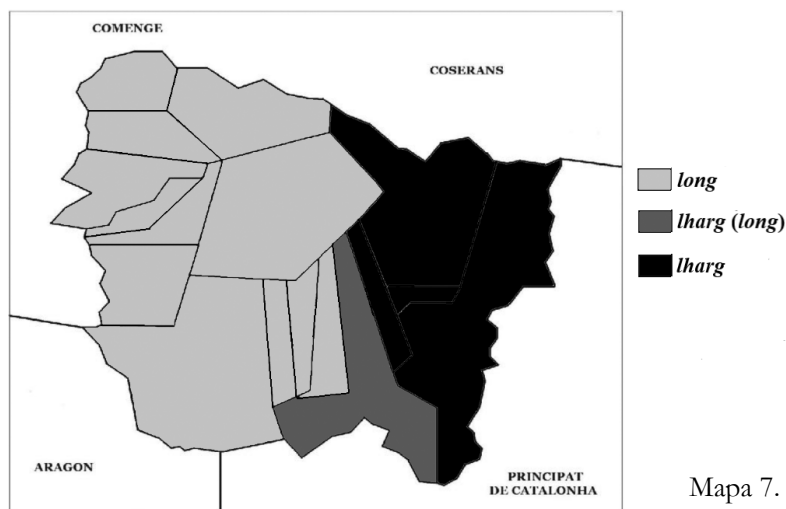 COMENGE
COSERANS
long
lharg (long)
lharg
ARAGON
PRINCIPAT
DE CATALONHA
Mapa 7.